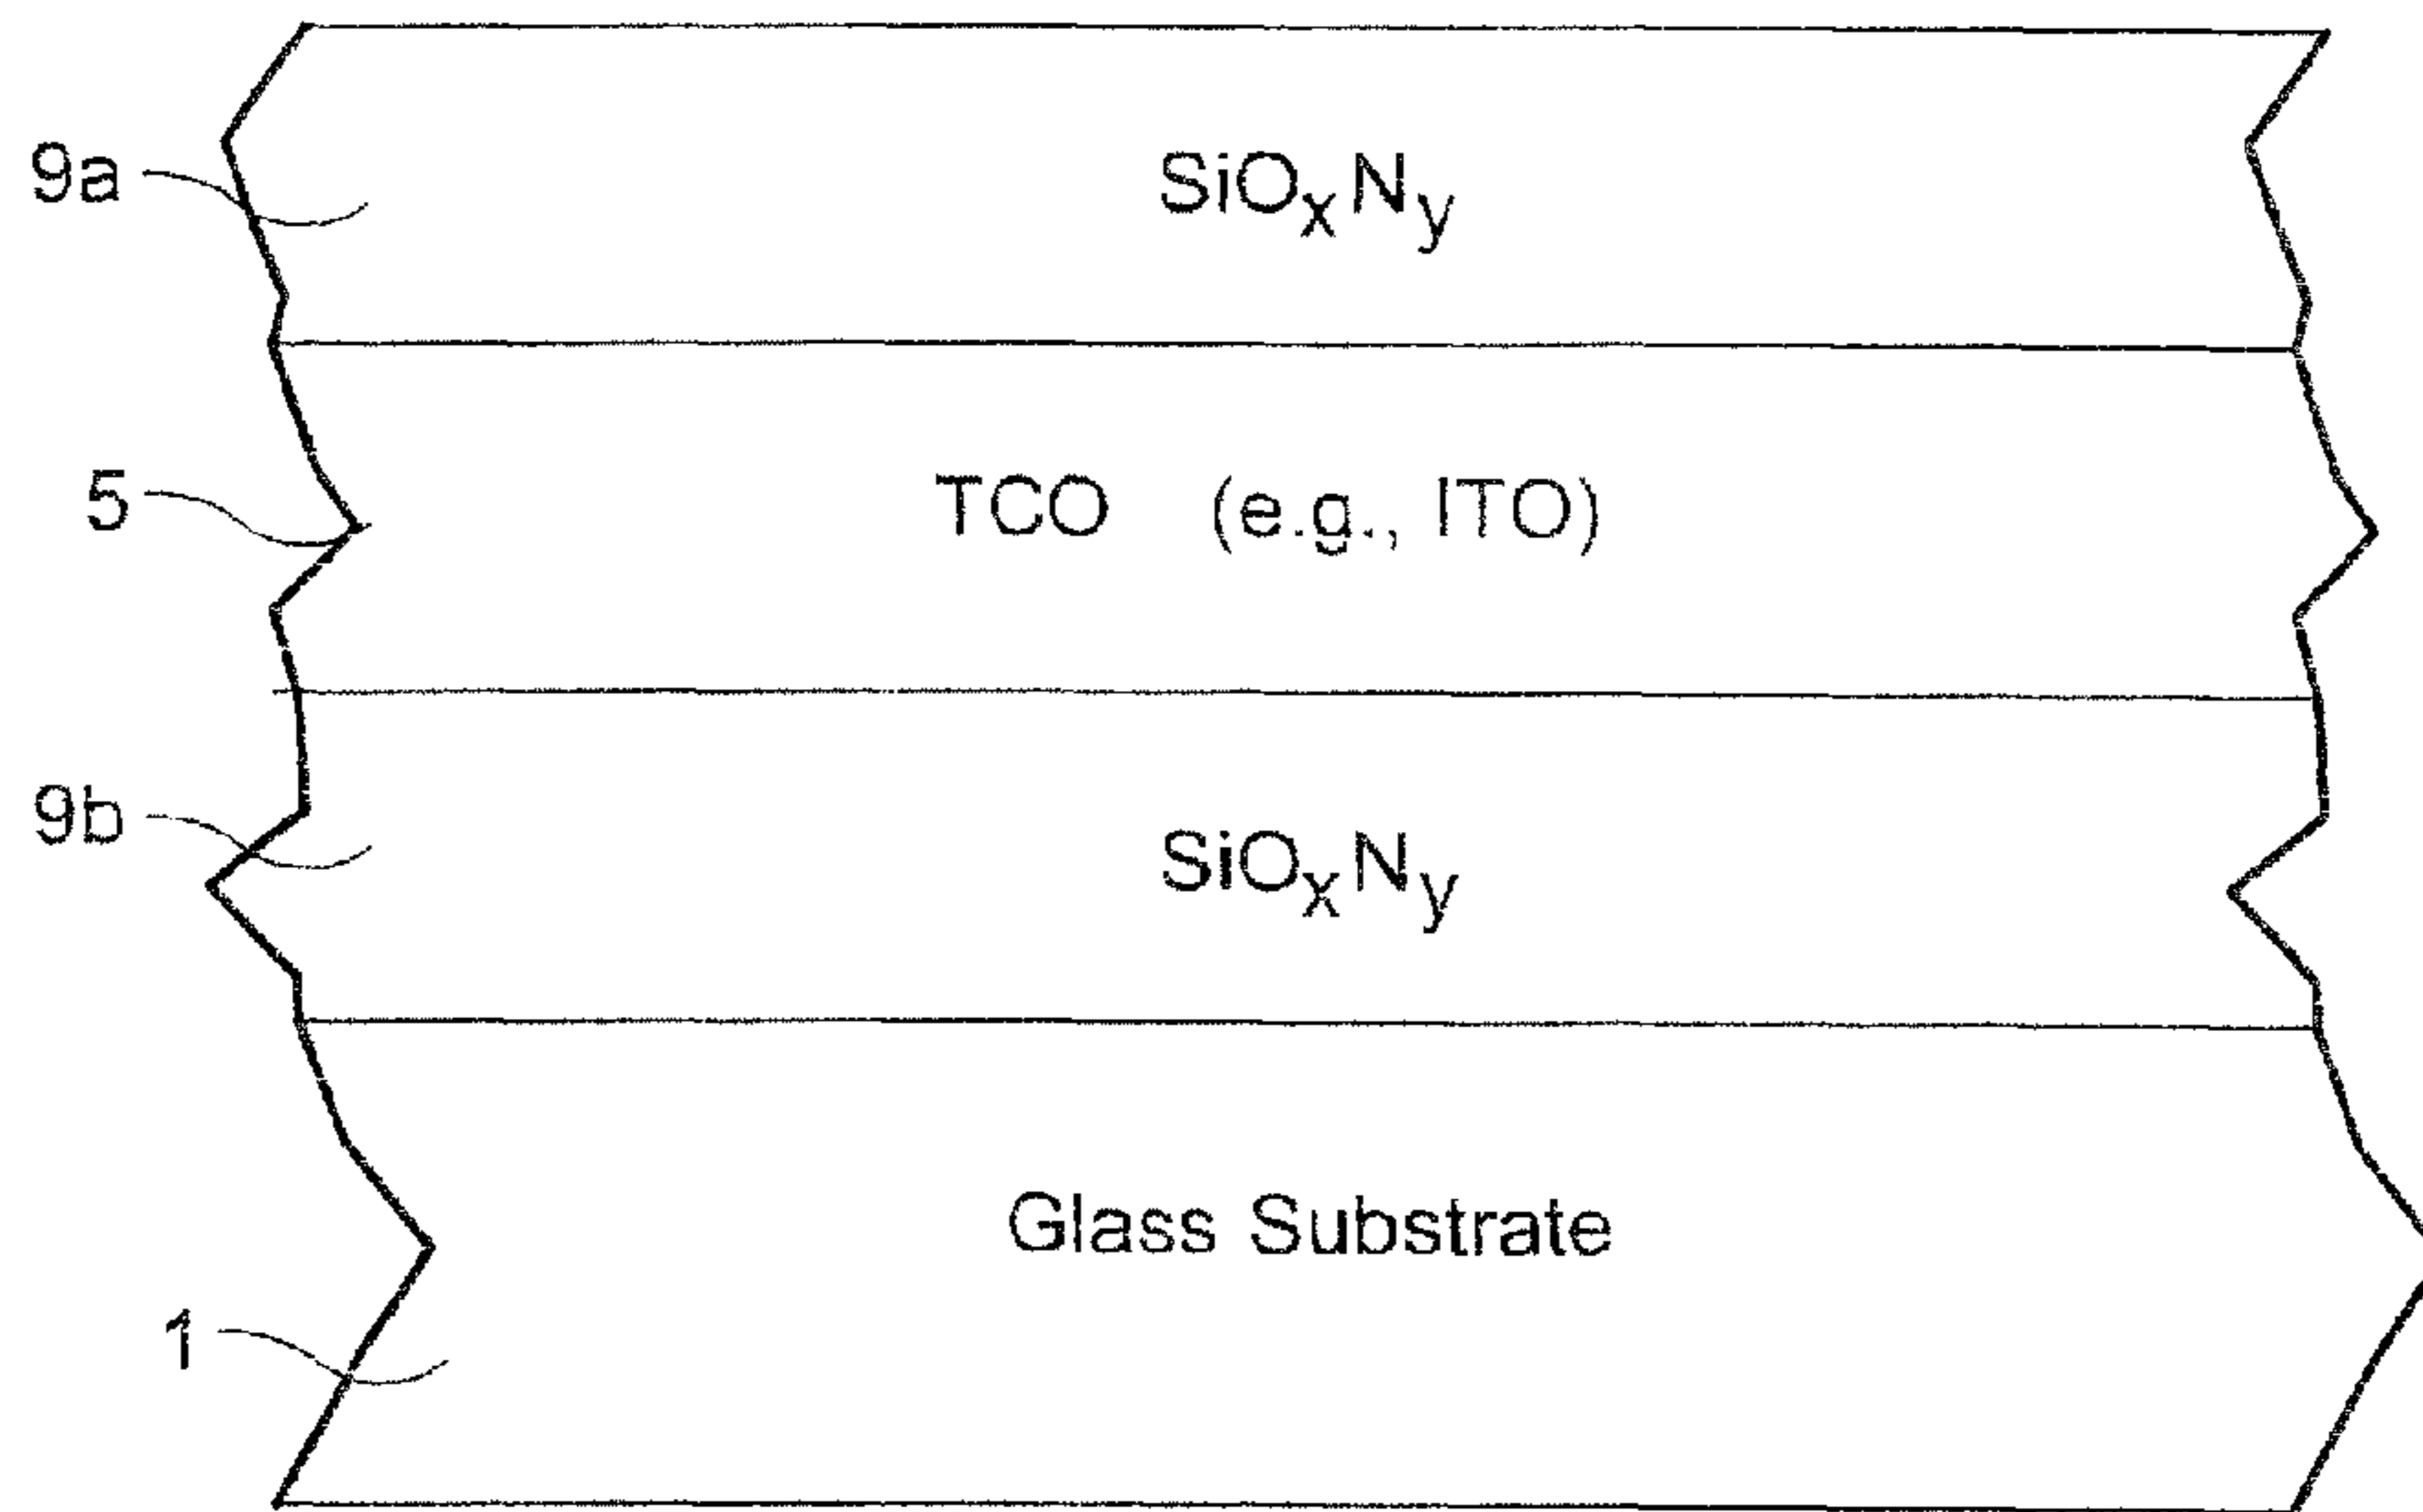 9a SiOxNy
5 TCO (e.g., ITO)
9b SiOxNy
Glass Substrate
1